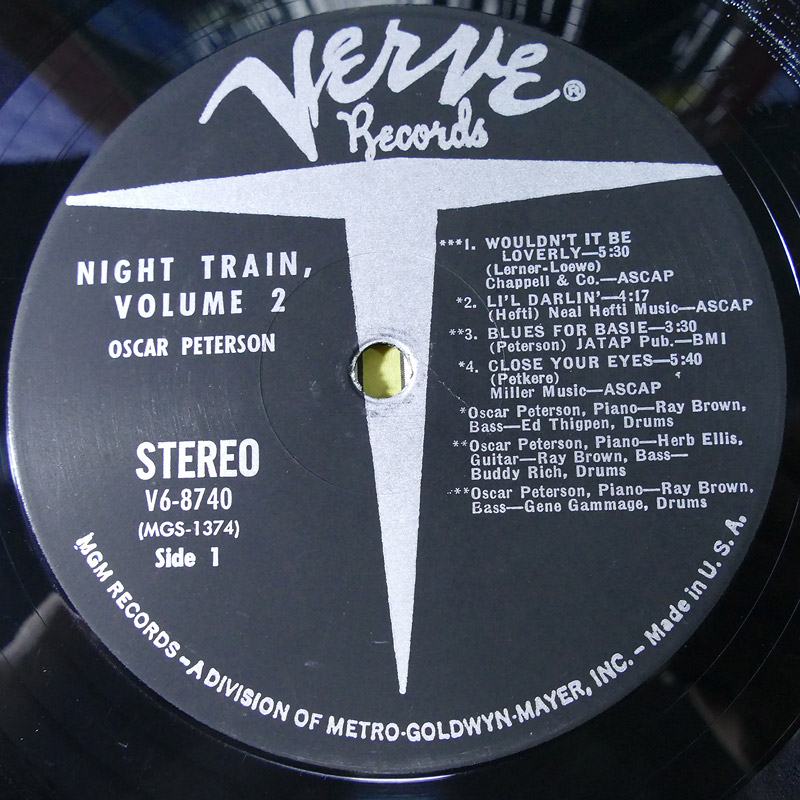 Verve ®
Records
NIGHT TRAIN,
VOLUME 2
OSCAR PETERSON
STEREO
V6-8740
(MGS-1374)
Side 1
***1. WOULDN'T IT BE
LOVERLY—5:30
(Lerner-Loewe)
Chappell & Co.—ASCAP
*2. LI'L DARLIN'—4:17
(Hefti) Neal Hefti Music—ASCAP
**3. BLUES FOR BASIE—3:30
(Peterson) JATAP Pub.—BMI
*4. CLOSE YOUR EYES—5:40
(Petkere)
Miller Music—ASCAP
*Oscar Peterson, Piano—Ray Brown,
Bass—Ed Thigpen, Drums
**Oscar Peterson, Piano—Herb Ellis,
Guitar—Ray Brown, Bass—
Buddy Rich, Drums
***Oscar Peterson, Piano—Ray Brown,
Bass—Gene Gammage, Drums
MGM RECORDS – A DIVISION OF METRO-GOLDWYN-MAYER, INC. – Made in U. S. A.